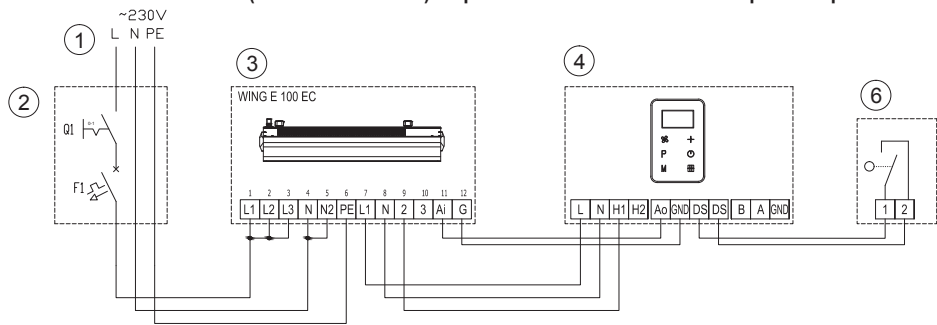 ~230V
L N PE
1
2
3
4
6
WING E 100 EC
Q1
F1
P
M
1 2 3 4 5 6 7 8 9 10 11 12
L1 L2 L3 N N2 PE L1 N 2 3 Ai G
L N H1 H2 Ao GND DS DS B A GND
1 2